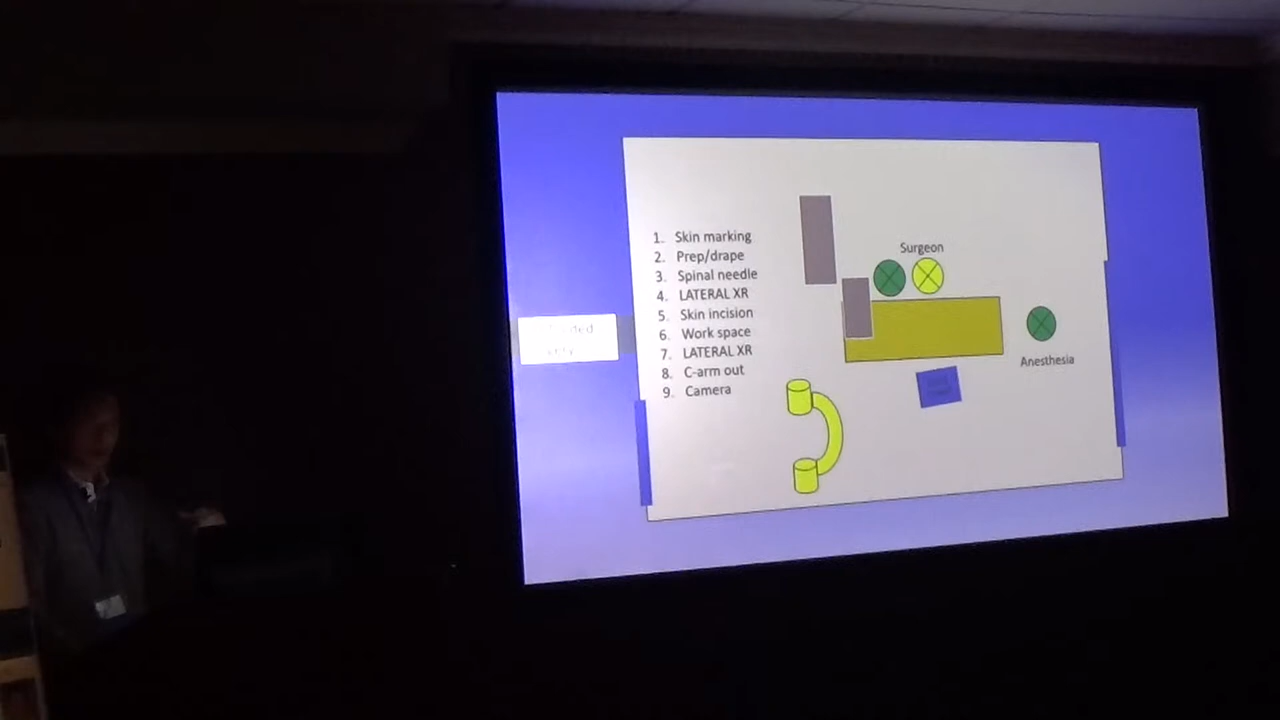 Surgeon
1. Skin marking
2. Prep/drape
3. Spinal needle
4. LATERAL XR
5. Skin incision
6. Work space
7. LATERAL XR
8. C-arm out
9. Camera
Anesthesia